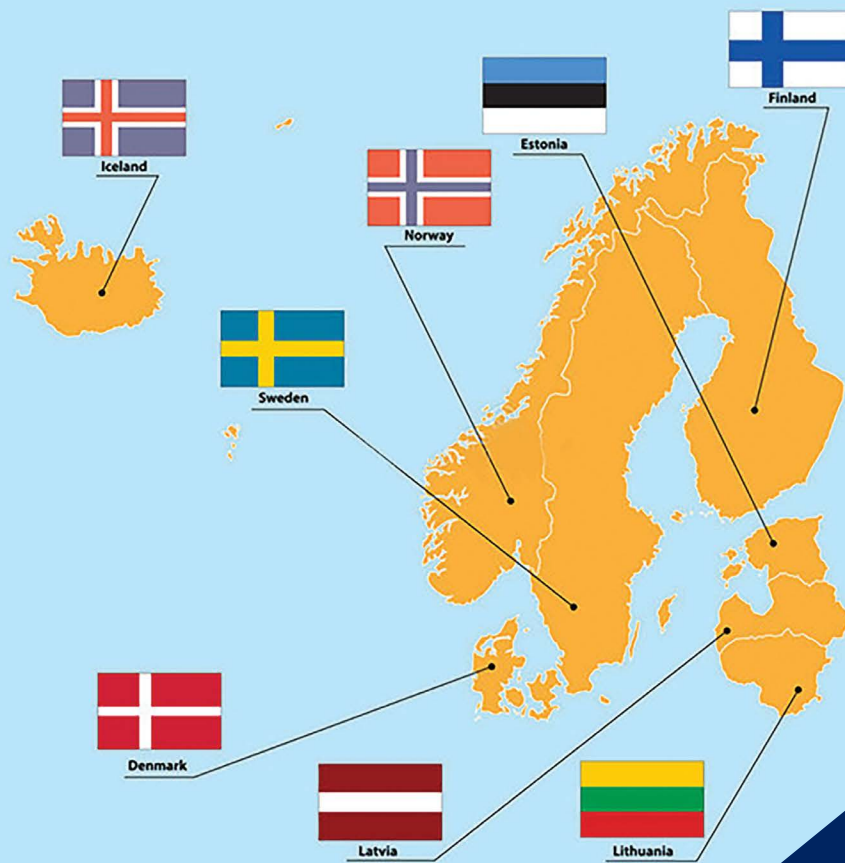 Finland
Estonia
Iceland
Norway
Sweden
Denmark
Latvia
Lithuania